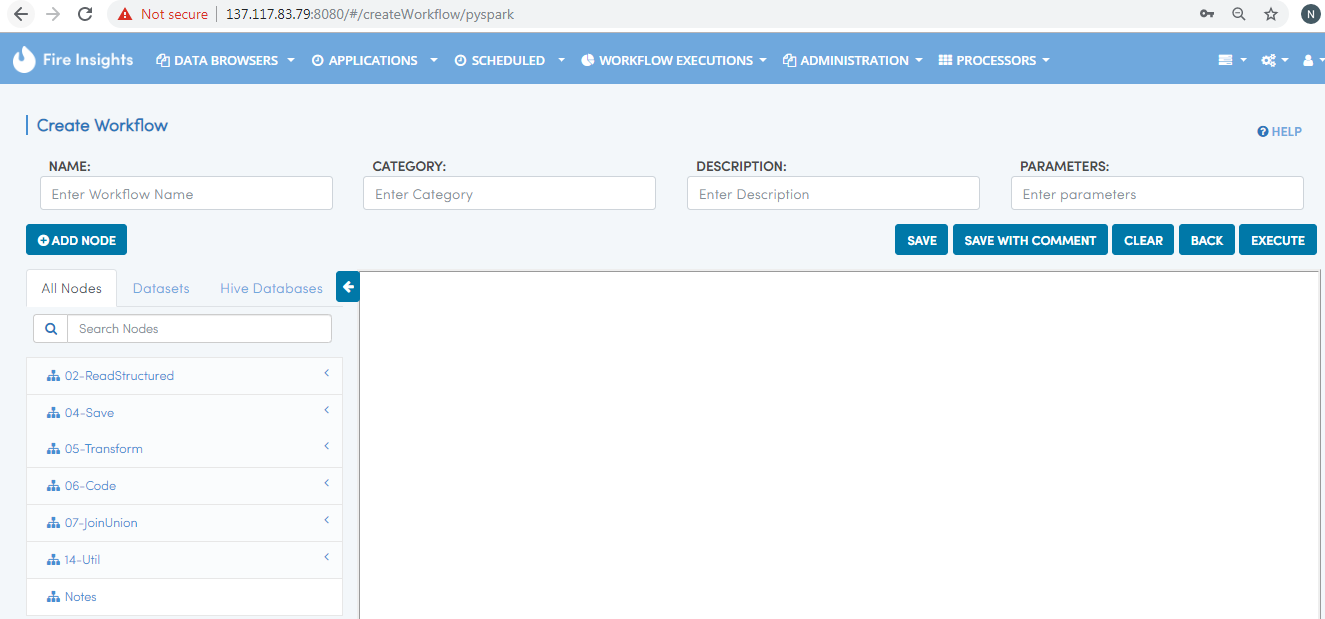 Not secure | 137.117.83.79:8080/#/createWorkflow/pyspark N
Fire Insights DATA BROWSERS APPLICATIONS SCHEDULED WORKFLOW EXECUTIONS ADMINISTRATION PROCESSORS
Create Workflow
HELP
NAME: CATEGORY: DESCRIPTION: PARAMETERS:
Enter Workflow Name Enter Category Enter Description Enter parameters
ADD NODE SAVE SAVE WITH COMMENT CLEAR BACK EXECUTE
All Nodes Datasets Hive Databases
Search Nodes
02-ReadStructured
04-Save
05-Transform
06-Code
07-JoinUnion
14-Util
Notes